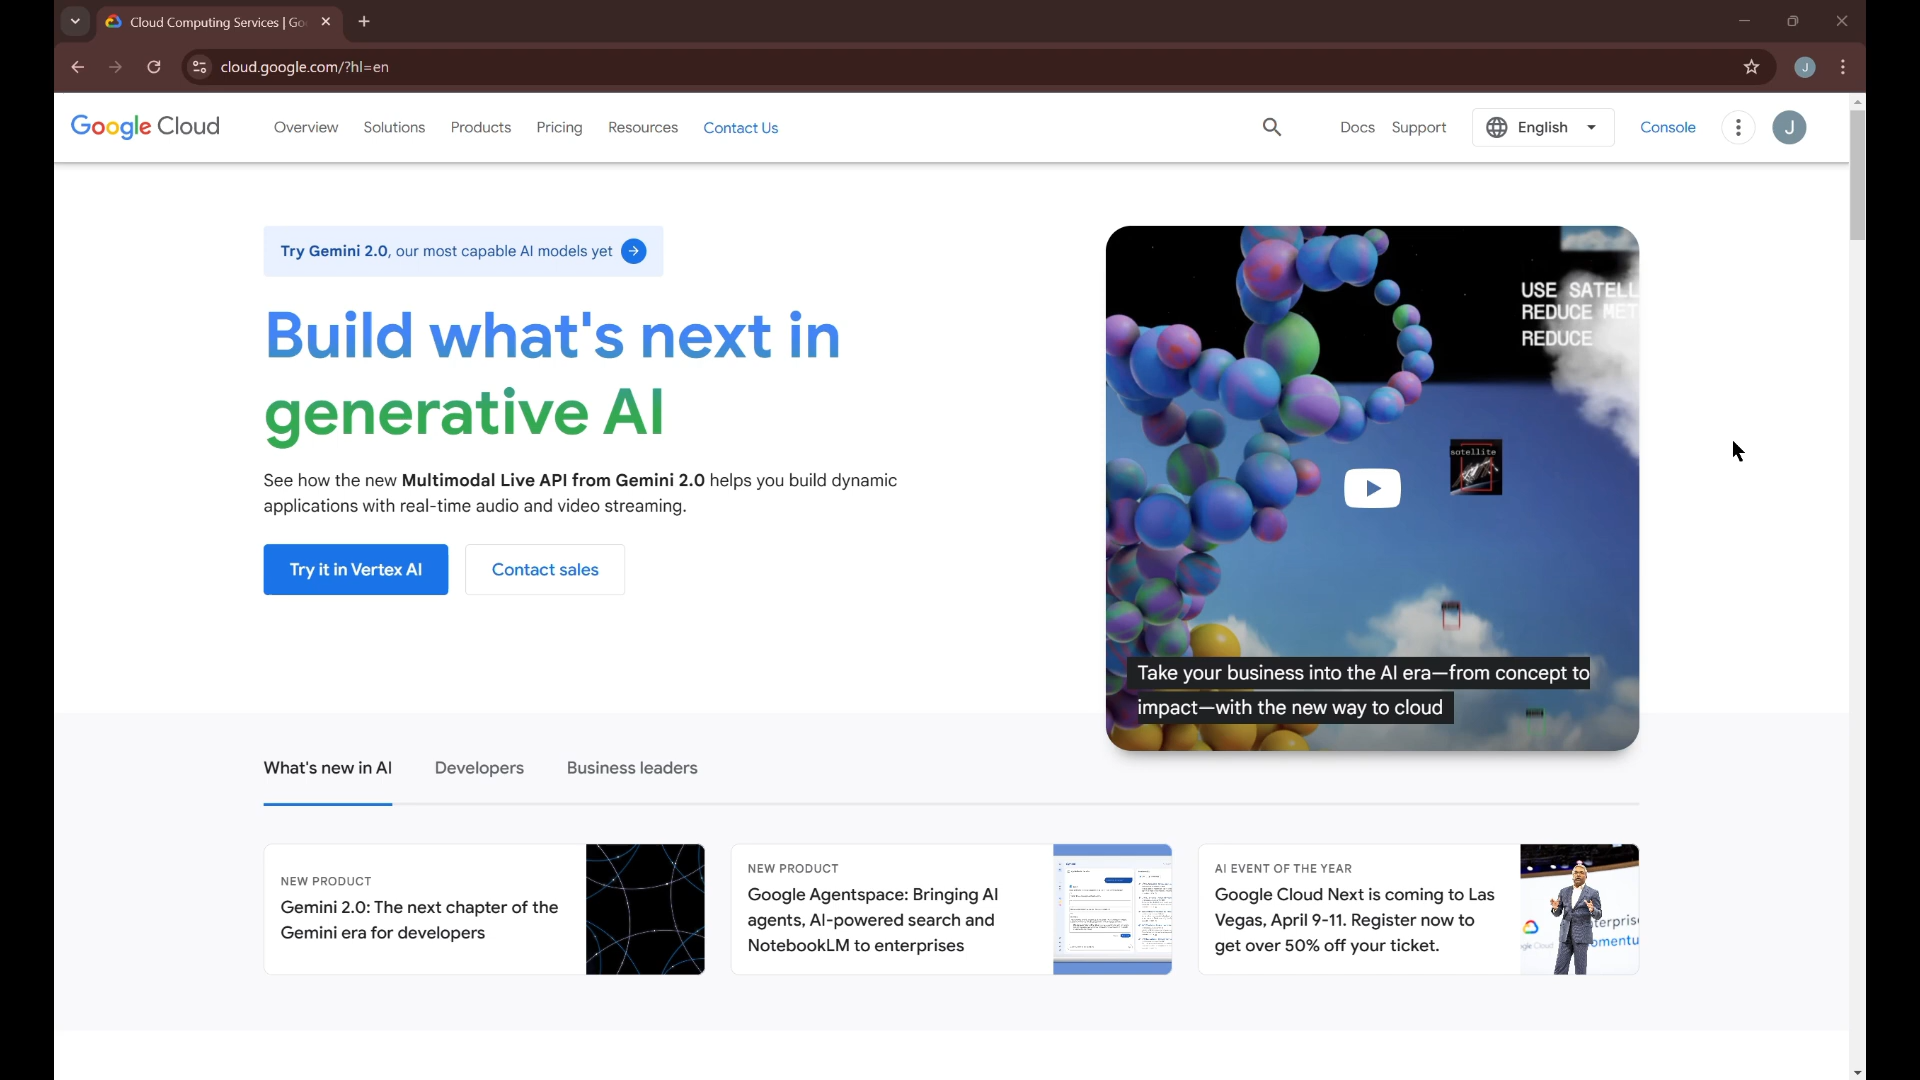 Cloud Computing Services | Go
cloud.google.com/?hl=en
J
Google Cloud
Overview Solutions Products Pricing Resources Contact Us
Docs Support English Console J
Try Gemini 2.0, our most capable AI models yet
Build what's next in
generative AI
See how the new Multimodal Live API from Gemini 2.0 helps you build dynamic
applications with real-time audio and video streaming.
Try it in Vertex AI Contact sales
USE SATELL
REDUCE MET
REDUCE
satellite
Take your business into the AI era—from concept to
impact—with the new way to cloud
What's new in AI Developers Business leaders
NEW PRODUCT
Gemini 2.0: The next chapter of the
Gemini era for developers
NEW PRODUCT
Google Agentspace: Bringing AI
agents, AI-powered search and
NotebookLM to enterprises
AI EVENT OF THE YEAR
Google Cloud Next is coming to Las
Vegas, April 9-11. Register now to
get over 50% off your ticket.
terpris
omentu
gle Cloud